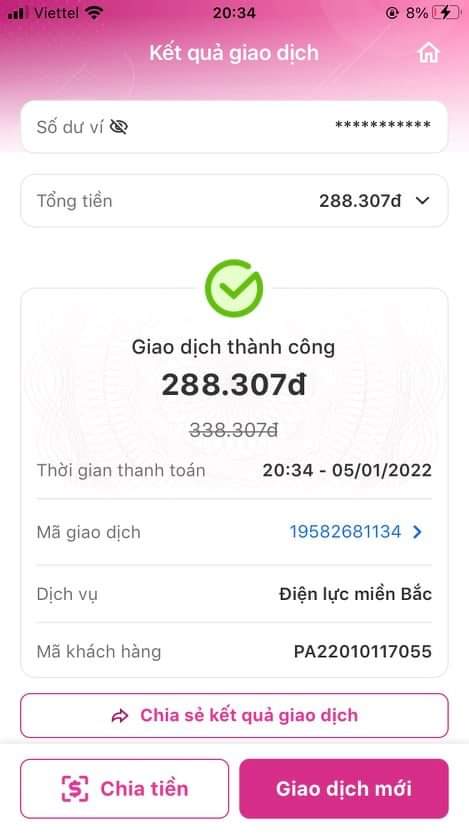 Viettel 20:34 8%
Kết quả giao dịch
Số dư ví ***********
Tổng tiền 288.307đ
Giao dịch thành công
288.307đ
338.307đ
Thời gian thanh toán 20:34 - 05/01/2022
Mã giao dịch 19582681134
Dịch vụ Điện lực miền Bắc
Mã khách hàng PA22010117055
Chia sẻ kết quả giao dịch
Chia tiền Giao dịch mới